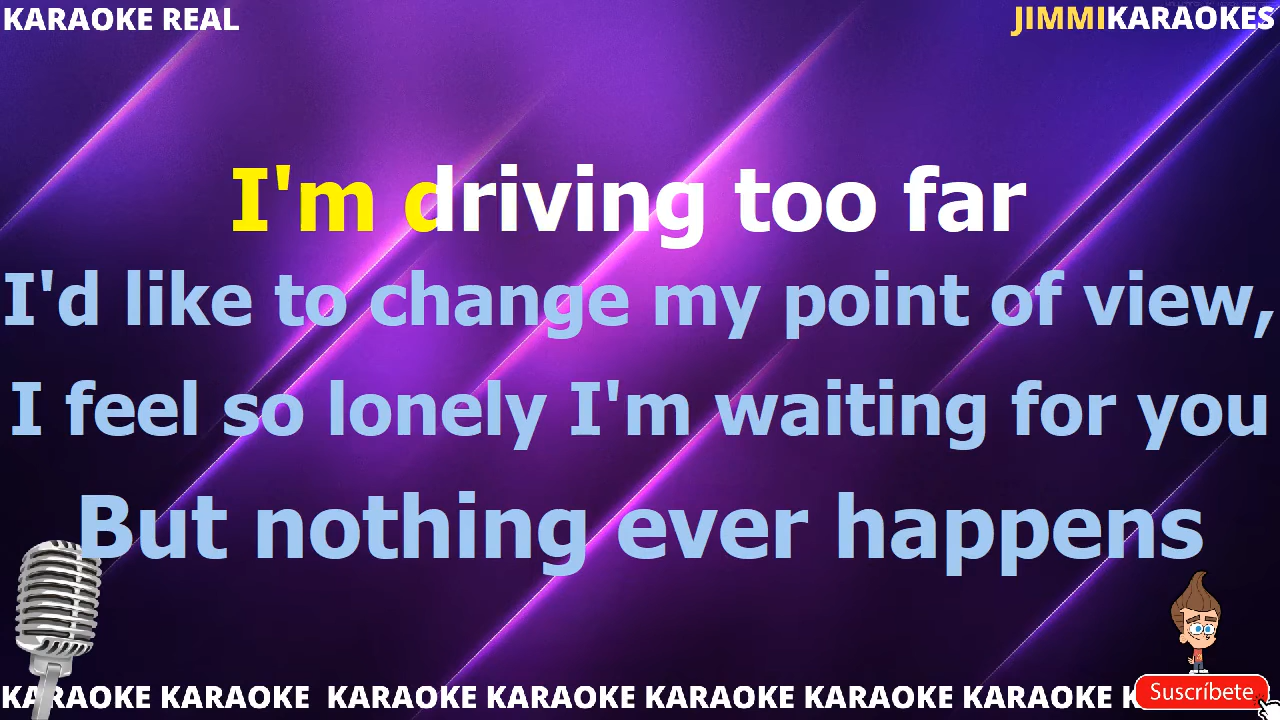 KARAOKE REAL
JIMMIKARAOKES
I'm driving too far
I'd like to change my point of view,
I feel so lonely I'm waiting for you
But nothing ever happens
KARAOKE KARAOKE KARAOKE KARAOKE KARAOKE KARAOKE KARAOKE K
Suscríbete